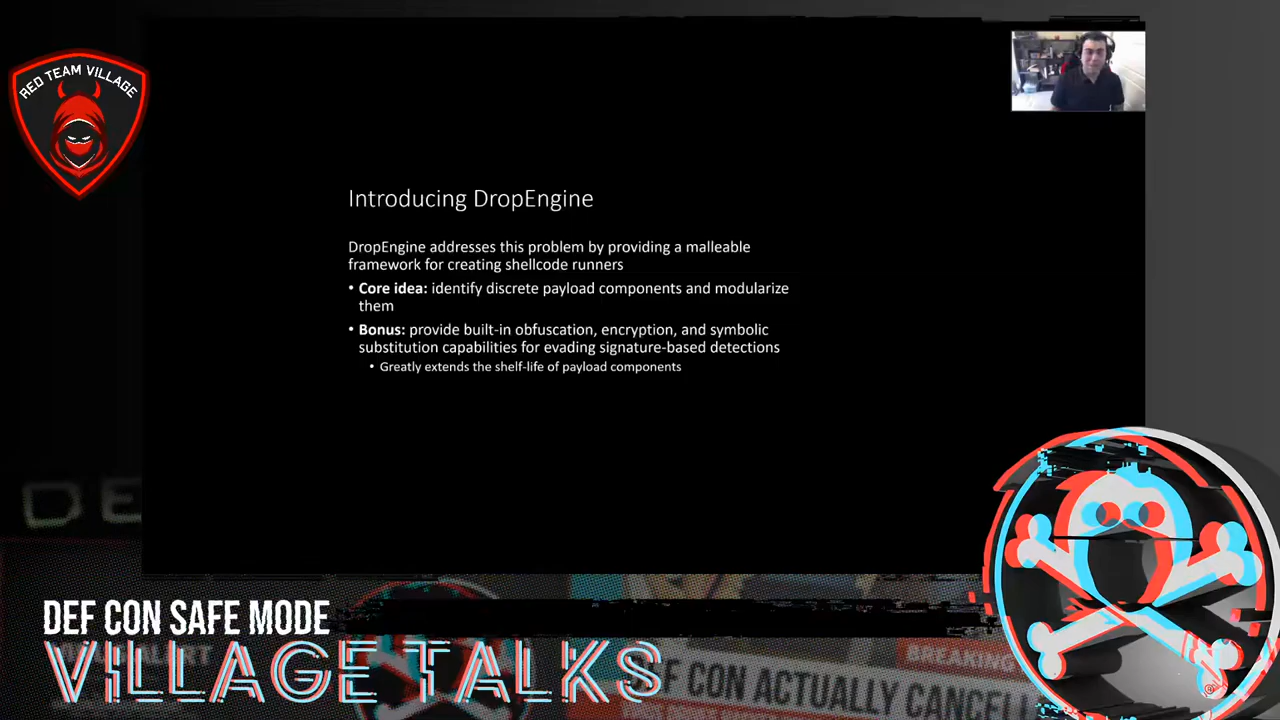 RED TEAM VILLAGE
Introducing DropEngine
DropEngine addresses this problem by providing a malleable
framework for creating shellcode runners
• Core idea: identify discrete payload components and modularize
them
• Bonus: provide built-in obfuscation, encryption, and symbolic
substitution capabilities for evading signature-based detections
• Greatly extends the shelf-life of payload components
DE
DEF CON SAFE MODE
VILLAGE TALKS
BREAKING
DEF CON ACTUALLY CANCEL